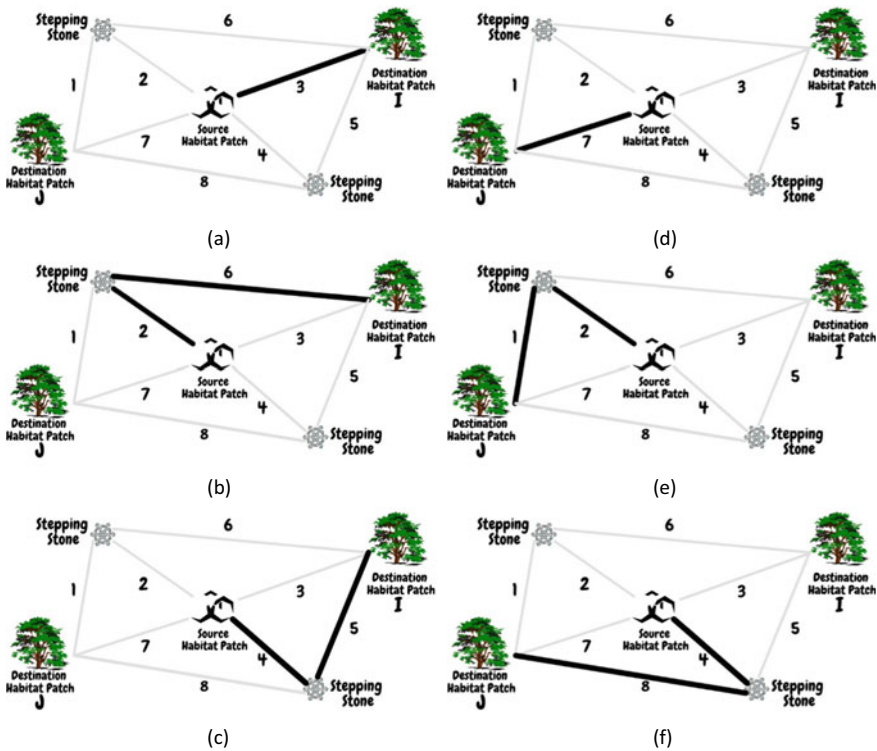 Stepping
Stone
6
1
2
3
Destination
Habitat Patch
I
Source
Habitat Patch
5
7
4
Destination
Habitat Patch
J
8
Stepping
Stone
(a)
Stepping
Stone
6
1
2
3
Destination
Habitat Patch
I
Source
Habitat Patch
5
7
4
Destination
Habitat Patch
J
8
Stepping
Stone
(d)
Stepping
Stone
6
1
2
3
Destination
Habitat Patch
I
Source
Habitat Patch
5
7
4
Destination
Habitat Patch
J
8
Stepping
Stone
(b)
Stepping
Stone
6
1
2
3
Destination
Habitat Patch
I
Source
Habitat Patch
5
7
4
Destination
Habitat Patch
J
8
Stepping
Stone
(e)
Stepping
Stone
6
1
2
3
Destination
Habitat Patch
I
Source
Habitat Patch
5
7
4
Destination
Habitat Patch
J
8
Stepping
Stone
(c)
Stepping
Stone
6
1
2
3
Destination
Habitat Patch
I
Source
Habitat Patch
5
7
4
Destination
Habitat Patch
J
8
Stepping
Stone
(f)